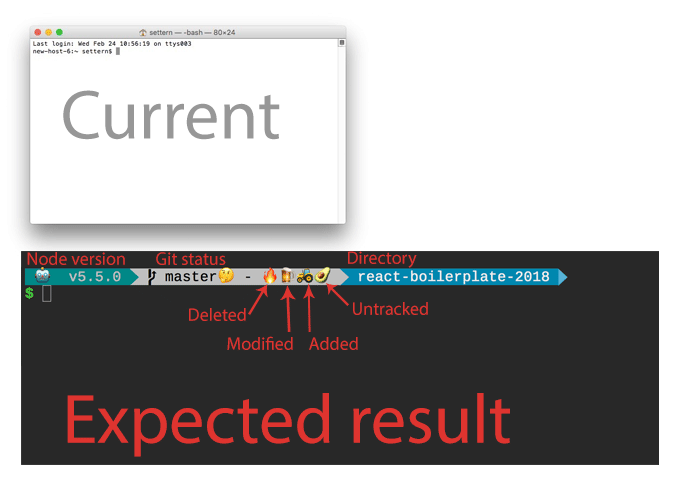 settern — -bash — 80×24
Last login: Wed Feb 24 10:56:19 on ttys003
new-host-6:~ settern$
Current
Node version
Git status
Directory
v5.5.0
master🤔 - 🔥🍺🚜🥑
react-boilerplate-2018
$
Deleted
Untracked
Modified
Added
Expected result